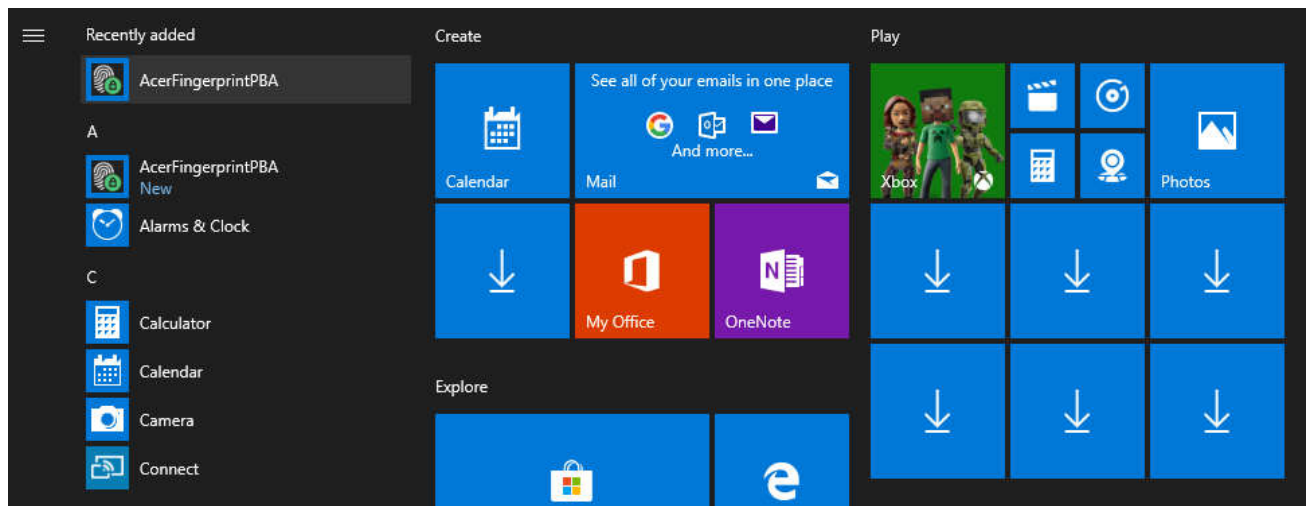 Recently added
AcerFingerprintPBA
A
AcerFingerprintPBA
New
Alarms & Clock
C
Calculator
Calendar
Camera
Connect
Create
Calendar
See all of your emails in one place
And more...
Mail
My Office
OneNote
Explore
Play
Xbox
Photos